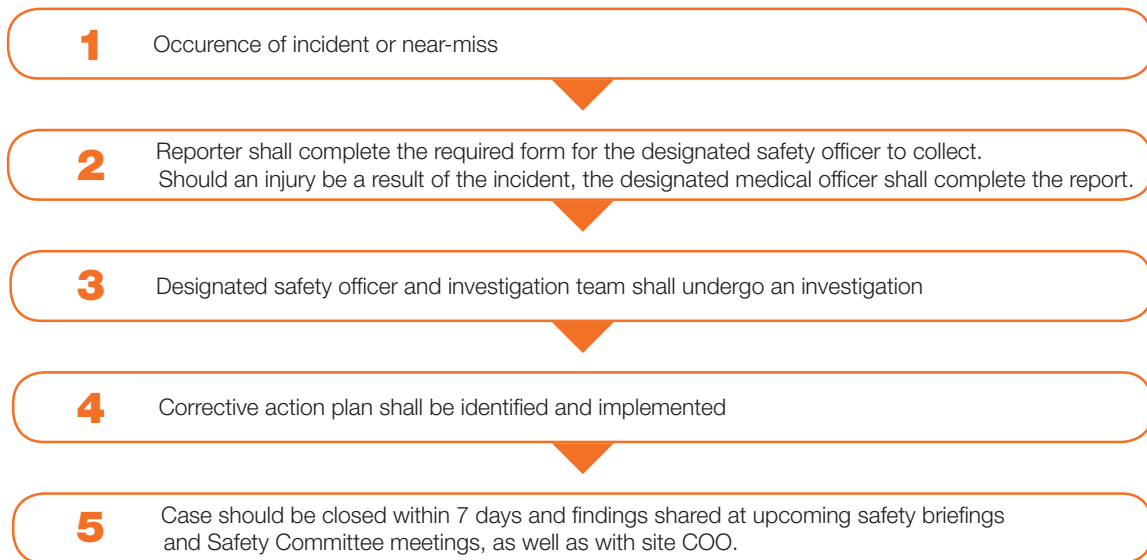 1 Occurence of incident or near-miss
2 Reporter shall complete the required form for the designated safety officer to collect.
Should an injury be a result of the incident, the designated medical officer shall complete the report.
3 Designated safety officer and investigation team shall undergo an investigation
4 Corrective action plan shall be identified and implemented
5 Case should be closed within 7 days and findings shared at upcoming safety briefings
and Safety Committee meetings, as well as with site COO.